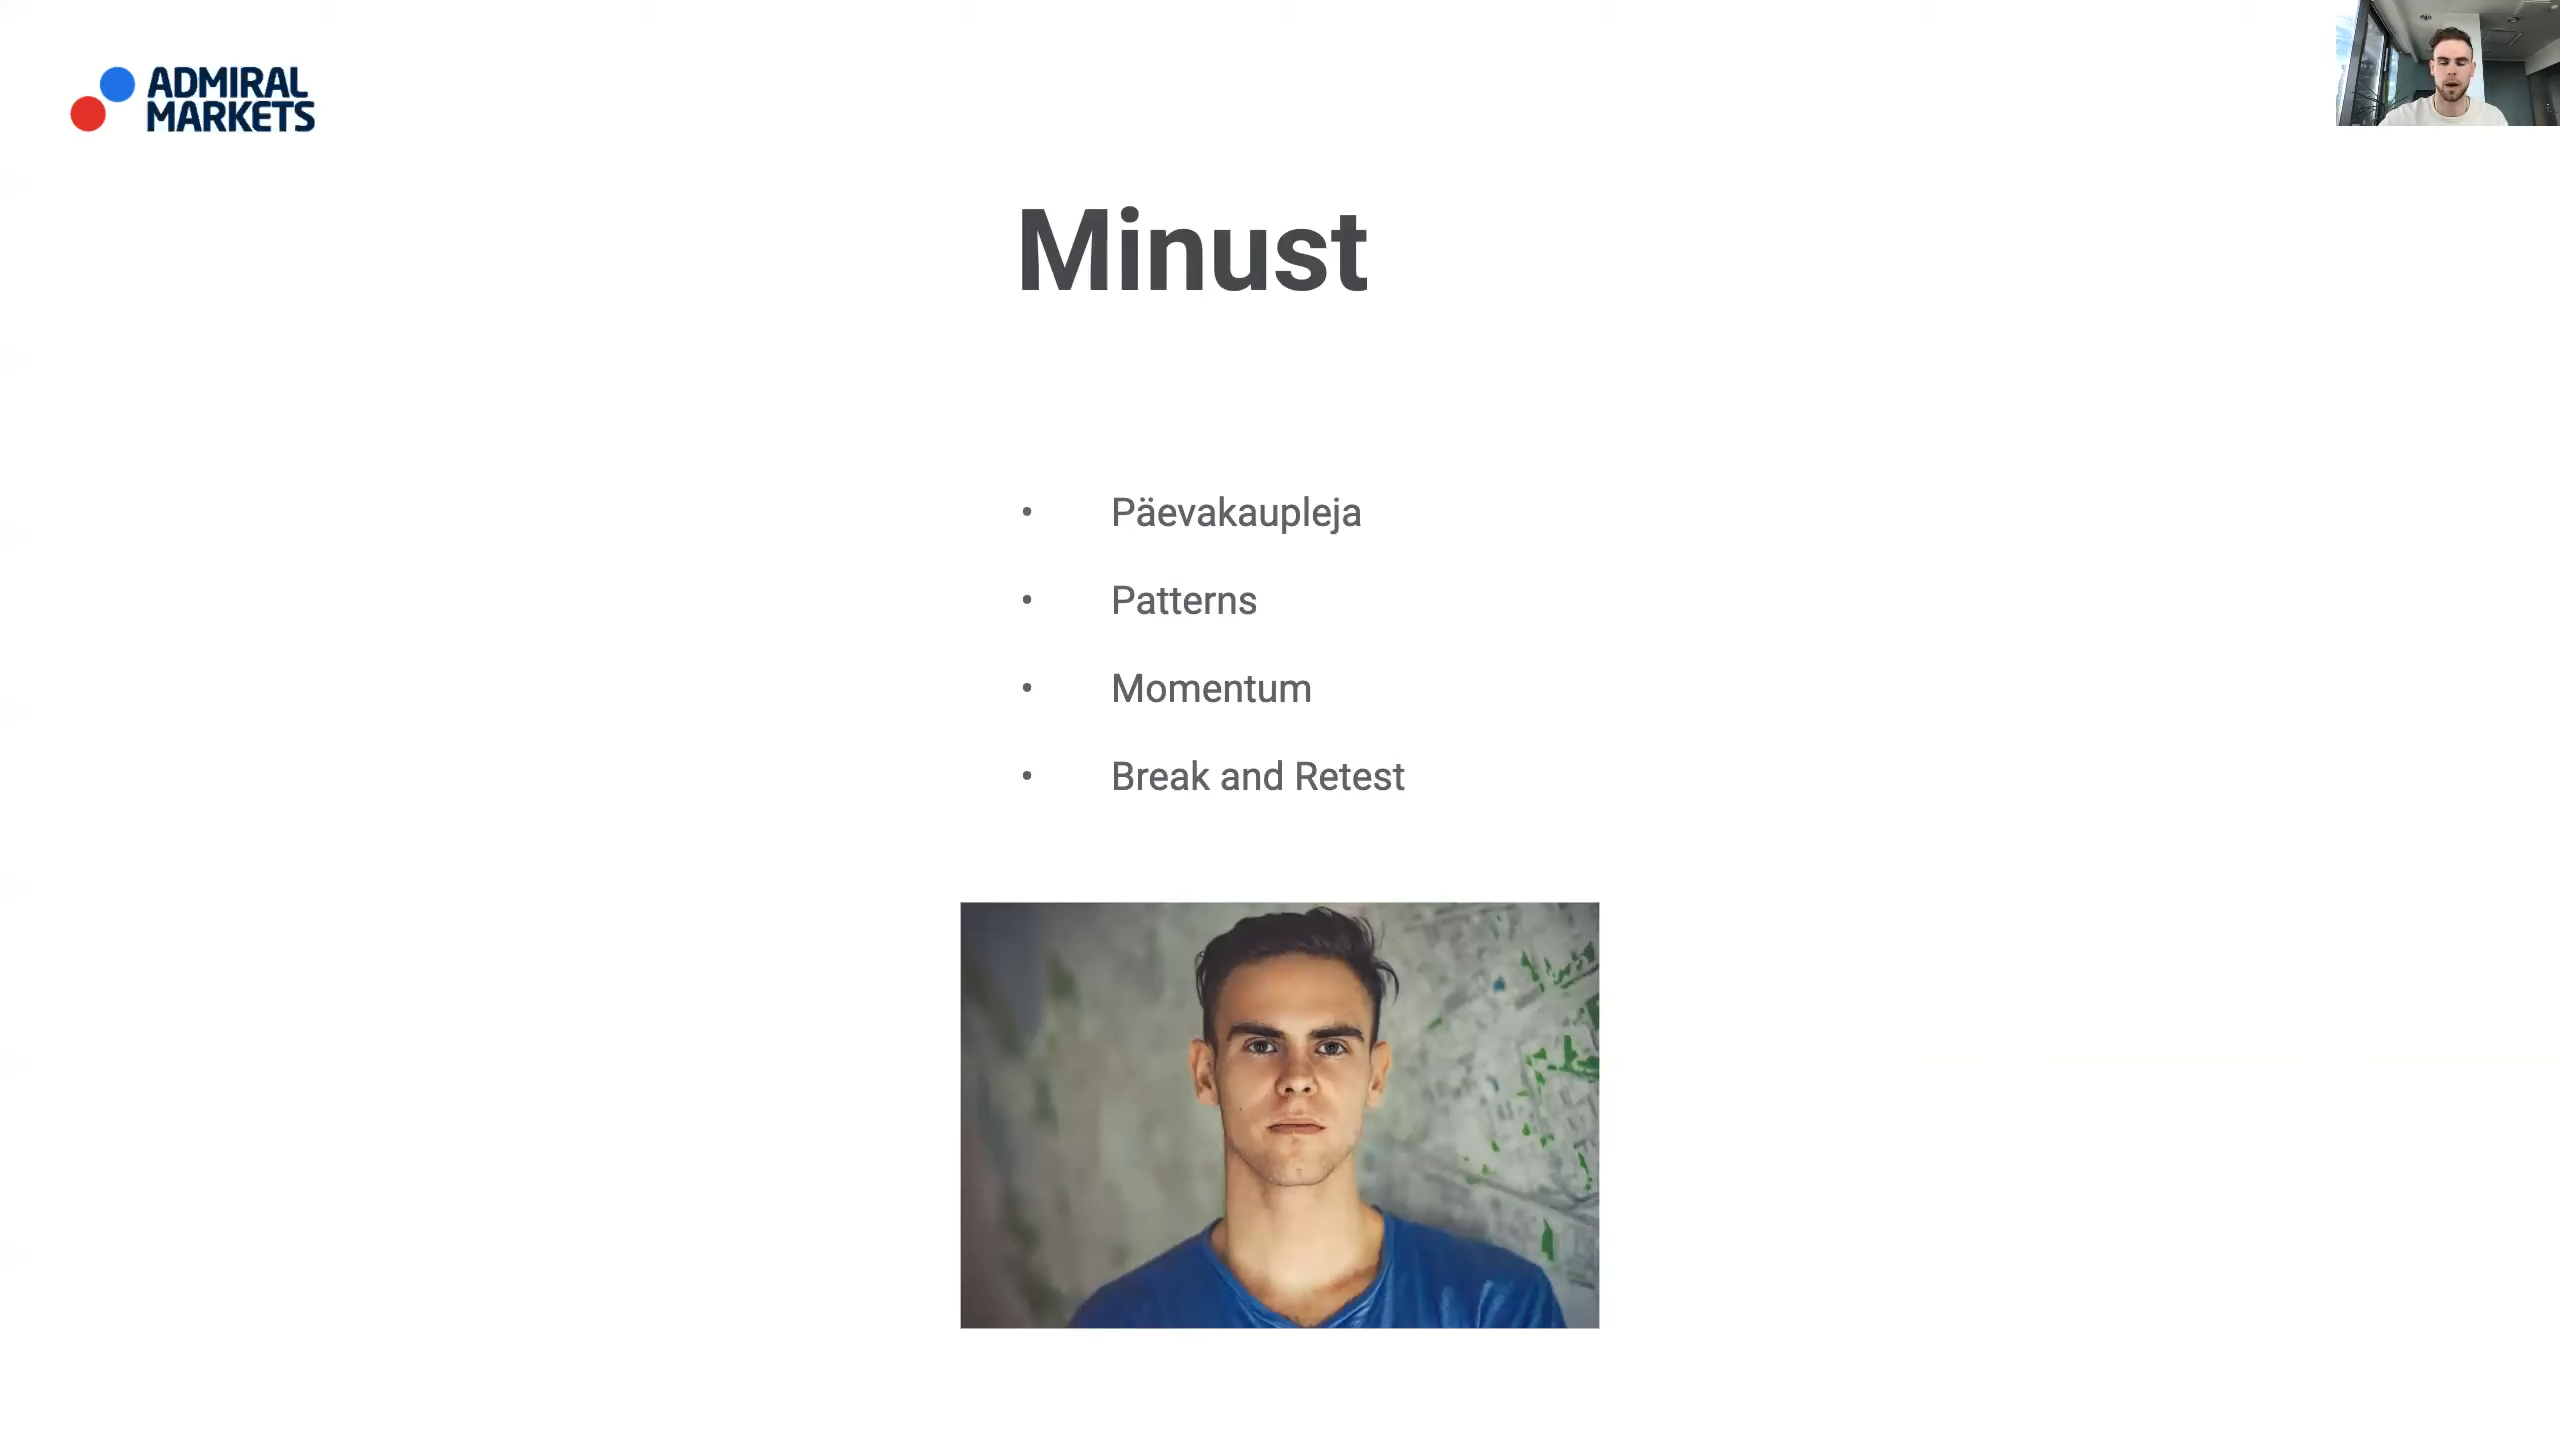 ADMIRAL
MARKETS
Minust
• Päevakaupleja
• Patterns
• Momentum
• Break and Retest